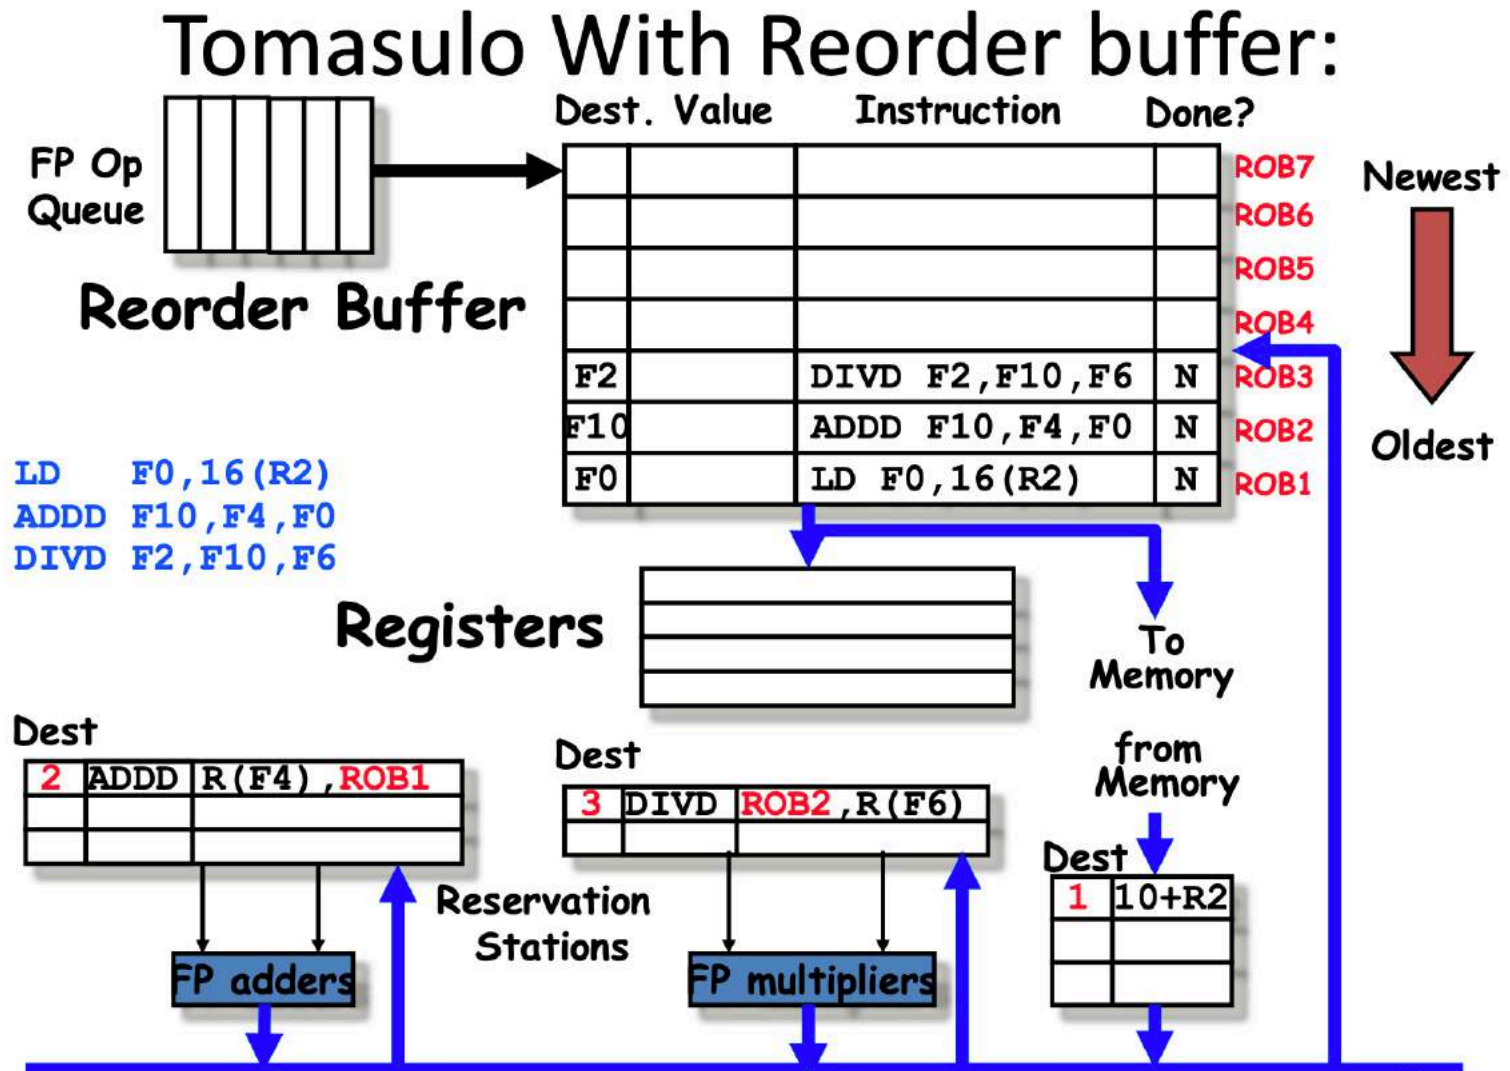 Tomasulo With Reorder buffer:
Dest. Value Instruction Done?
FP Op
Queue
ROB7
Newest
ROB6
ROB5
Reorder Buffer
ROB4
F2 DIVD F2,F10,F6 N ROB3
F10 ADDD F10,F4,F0 N ROB2
Oldest
F0 LD F0,16(R2) N ROB1
LD F0,16(R2)
ADDD F10,F4,F0
DIVD F2,F10,F6
Registers
To
Memory
Dest
2 ADDD R(F4),ROB1
Dest
3 DIVD ROB2,R(F6)
from
Memory
Dest
1 10+R2
Reservation
Stations
FP adders
FP multipliers